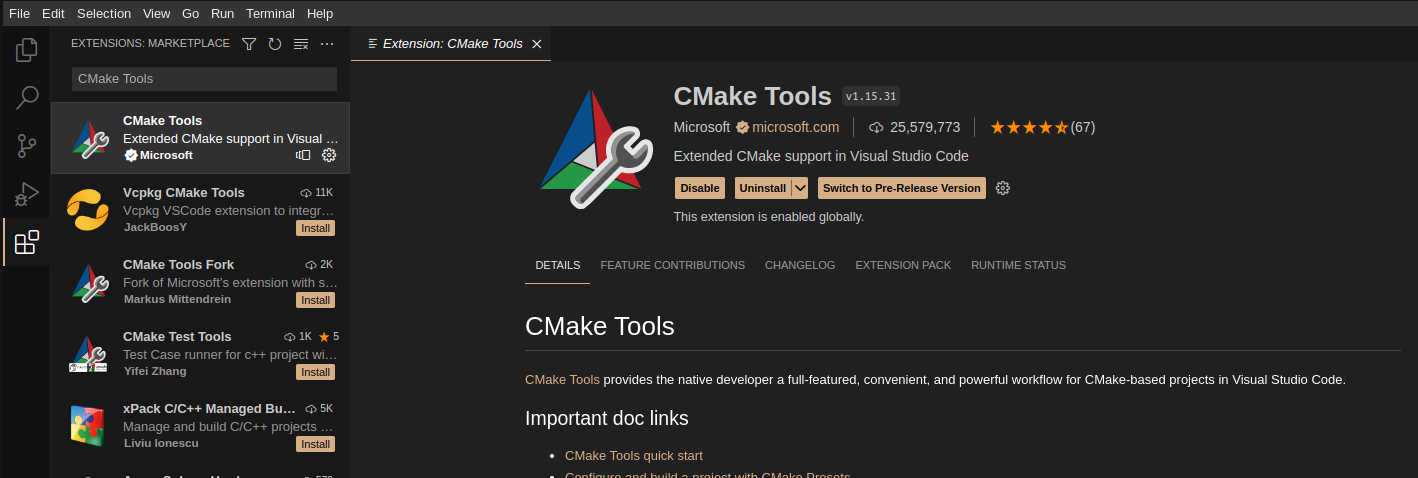 File Edit Selection View Go Run Terminal Help
EXTENSIONS: MARKETPLACE
CMake Tools
CMake Tools
Extended CMake support in Visual …
Microsoft
Vcpkg CMake Tools 11K
Vcpkg VSCode extension to integr…
JackBoosY Install
CMake Tools Fork 2K
Fork of Microsoft's extension with s…
Markus Mittendrein Install
CMake Test Tools 1K 5
Test Case runner for c++ project wi…
Yifei Zhang Install
xPack C/C++ Managed Bu… 5K
Manage and build C/C++ projects …
Liviu Ionescu Install
Extension: CMake Tools
CMake Tools v1.15.31
Microsoft microsoft.com 25,579,773 (67)
Extended CMake support in Visual Studio Code
Disable Uninstall Switch to Pre-Release Version
This extension is enabled globally.
DETAILS FEATURE CONTRIBUTIONS CHANGELOG EXTENSION PACK RUNTIME STATUS
CMake Tools
CMake Tools provides the native developer a full-featured, convenient, and powerful workflow for CMake-based projects in Visual Studio Code.
Important doc links
CMake Tools quick start
Configure and build a project with CMake Presets